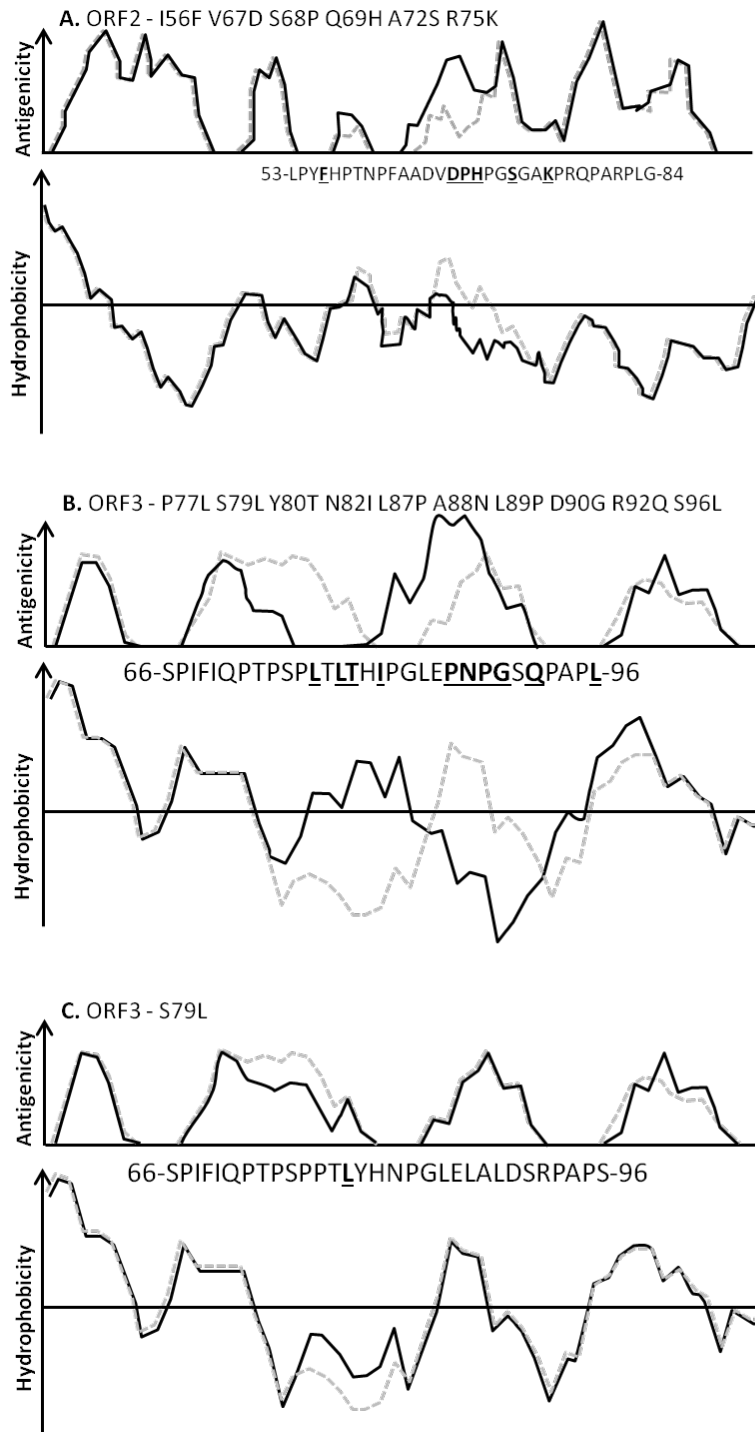 A. ORF2 - I56F V67D S68P Q69H A72S R75K
Antigenicity
53-LPYFHPTNPFAADVDPHPGSGAKPRQPARPLG-84
Hydrophobicity
B. ORF3 - P77L S79L Y80T N82I L87P A88N L89P D90G R92Q S96L
Antigenicity
66-SPIFIQPTPSPLTLTHIPGLEPNPGSQPAPL-96
Hydrophobicity
C. ORF3 - S79L
Antigenicity
66-SPIFIQPTPSPPTLYHNPGLELALDSRPAPS-96
Hydrophobicity